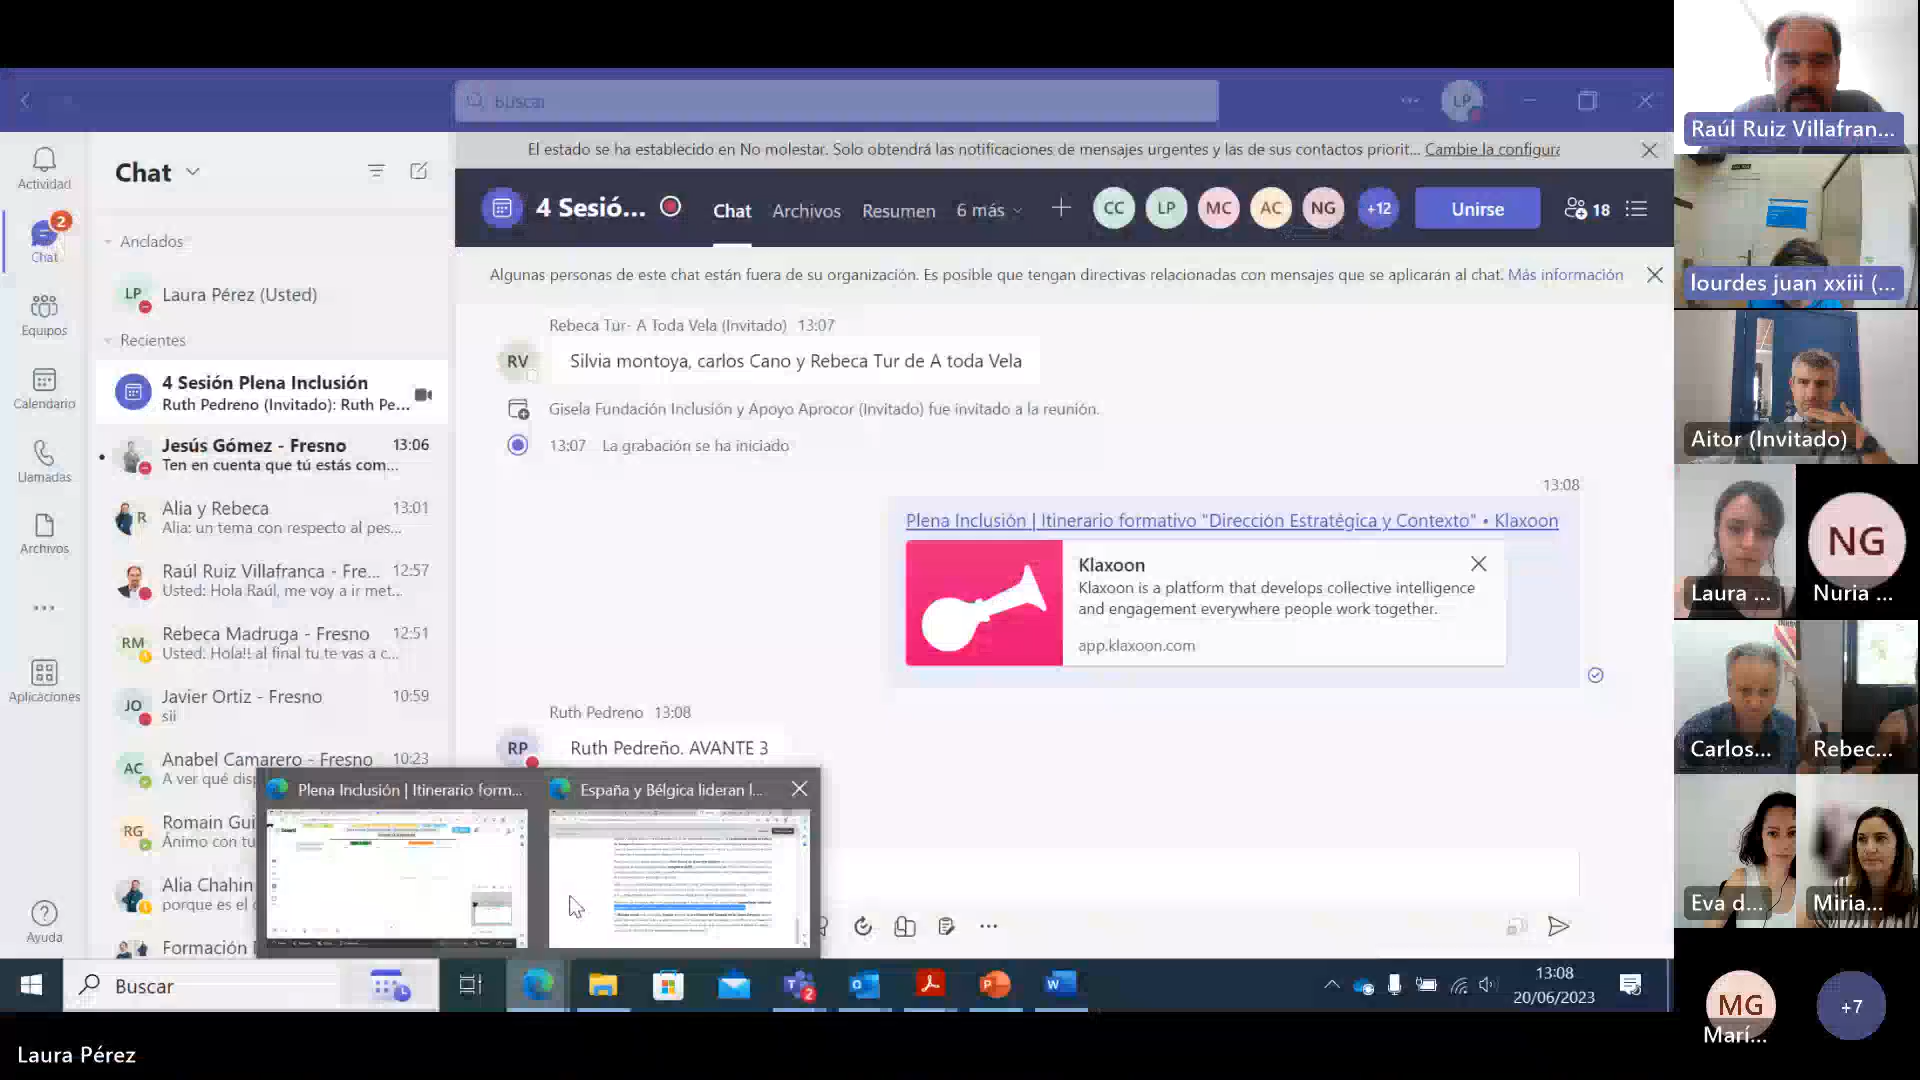 Buscar
LP
El estado se ha establecido en No molestar. Solo obtendrá las notificaciones de mensajes urgentes y las de sus contactos priorit... Cambie la configura
Actividad
2
Chat
Equipos
Calendario
Llamadas
Archivos
Aplicaciones
Ayuda
Chat
Anclados
LP Laura Pérez (Usted)
Recientes
4 Sesión Plena Inclusión
Ruth Pedreno (Invitado): Ruth Pe...
Jesús Gómez - Fresno 13:06
Ten en cuenta que tú estás com...
R Alia y Rebeca 13:01
Alia: un tema con respecto al pes...
Raúl Ruiz Villafranca - Fre... 12:57
Usted: Hola Raúl, me voy a ir met...
RM Rebeca Madruga - Fresno 12:51
Usted: Hola!! al final tu te vas a c...
JO Javier Ortiz - Fresno 10:59
sii
AC Anabel Camarero - Fresno 10:23
A ver qué dis
RG Romain Gui
Ánimo con tu
Alia Chahin
porque es el
Formación
4 Sesió... Chat Archivos Resumen 6 más CC LP MC AC NG +12 Unirse 18
Algunas personas de este chat están fuera de su organización. Es posible que tengan directivas relacionadas con mensajes que se aplicarán al chat. Más información
Rebeca Tur- A Toda Vela (Invitado) 13:07
RV Silvia montoya, carlos Cano y Rebeca Tur de A toda Vela
Gisela Fundación Inclusión y Apoyo Aprocor (Invitado) fue invitado a la reunión.
13:07 La grabación se ha iniciado
13:08
Plena Inclusión | Itinerario formativo "Dirección Estratégica y Contexto" • Klaxoon
Klaxoon
Klaxoon is a platform that develops collective intelligence
and engagement everywhere people work together.
app.klaxoon.com
Ruth Pedreno 13:08
RP Ruth Pedreño. AVANTE 3
Plena Inclusión | Itinerario form...
España y Bélgica lideran l...
Buscar
2
13:08
20/06/2023
Laura Pérez
Raúl Ruiz Villafran...
lourdes juan xxiii (...
Aitor (Invitado)
Laura ...
NG
Nuria ...
Carlos...
Rebec...
Eva d...
Miria...
MG
Marí...
+7